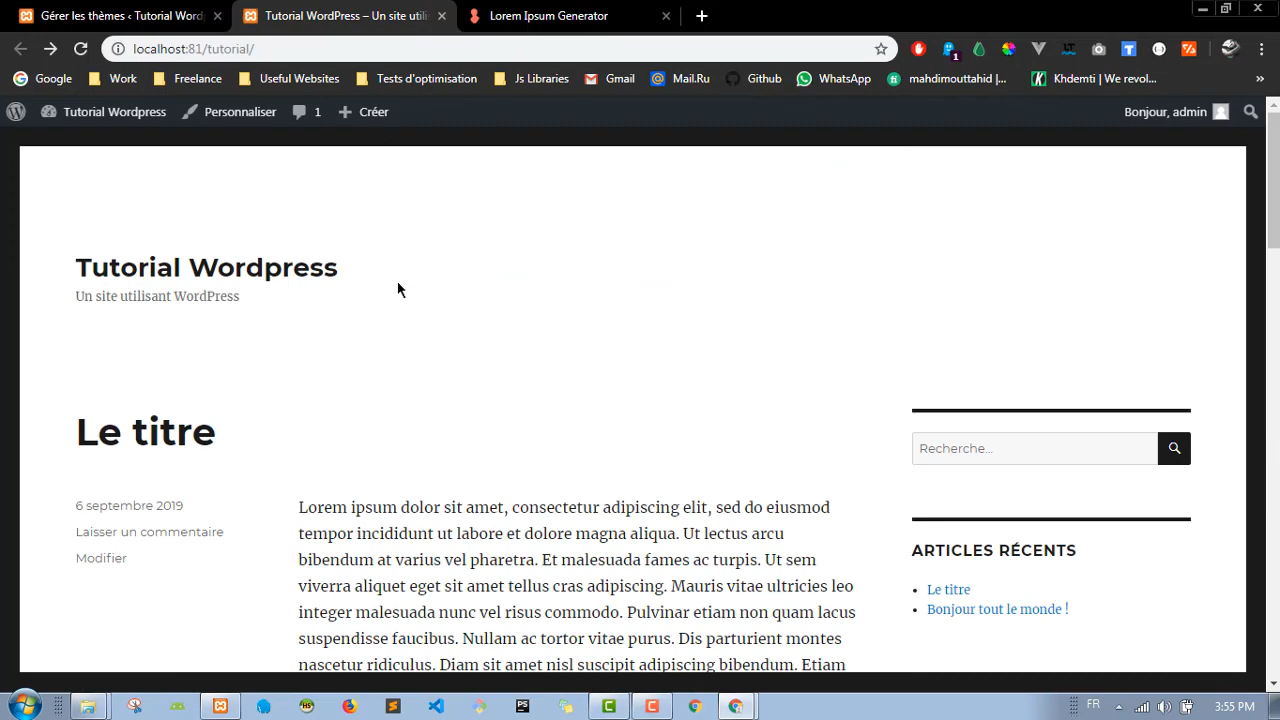 Gérer les thèmes ‹ Tutorial Word
Tutorial WordPress – Un site utili
Lorem Ipsum Generator
localhost:81/tutorial/
1
Google
Work
Freelance
Useful Websites
Tests d'optimisation
Js Libraries
Gmail
Mail.Ru
Github
WhatsApp
mahdimouttahid |...
Khdemti | We revol...
»
Tutorial Wordpress
Personnaliser
1
Créer
Bonjour, admin
Tutorial Wordpress
Un site utilisant WordPress
Le titre
Recherche...
6 septembre 2019
Laisser un commentaire
Modifier
Lorem ipsum dolor sit amet, consectetur adipiscing elit, sed do eiusmod
tempor incididunt ut labore et dolore magna aliqua. Ut lectus arcu
bibendum at varius vel pharetra. Et malesuada fames ac turpis. Ut sem
viverra aliquet eget sit amet tellus cras adipiscing. Mauris vitae ultricies leo
integer malesuada nunc vel risus commodo. Pulvinar etiam non quam lacus
suspendisse faucibus. Nullam ac tortor vitae purus. Dis parturient montes
nascetur ridiculus. Diam sit amet nisl suscipit adipiscing bibendum. Etiam
ARTICLES RÉCENTS
Le titre
Bonjour tout le monde !
FR
3:55 PM